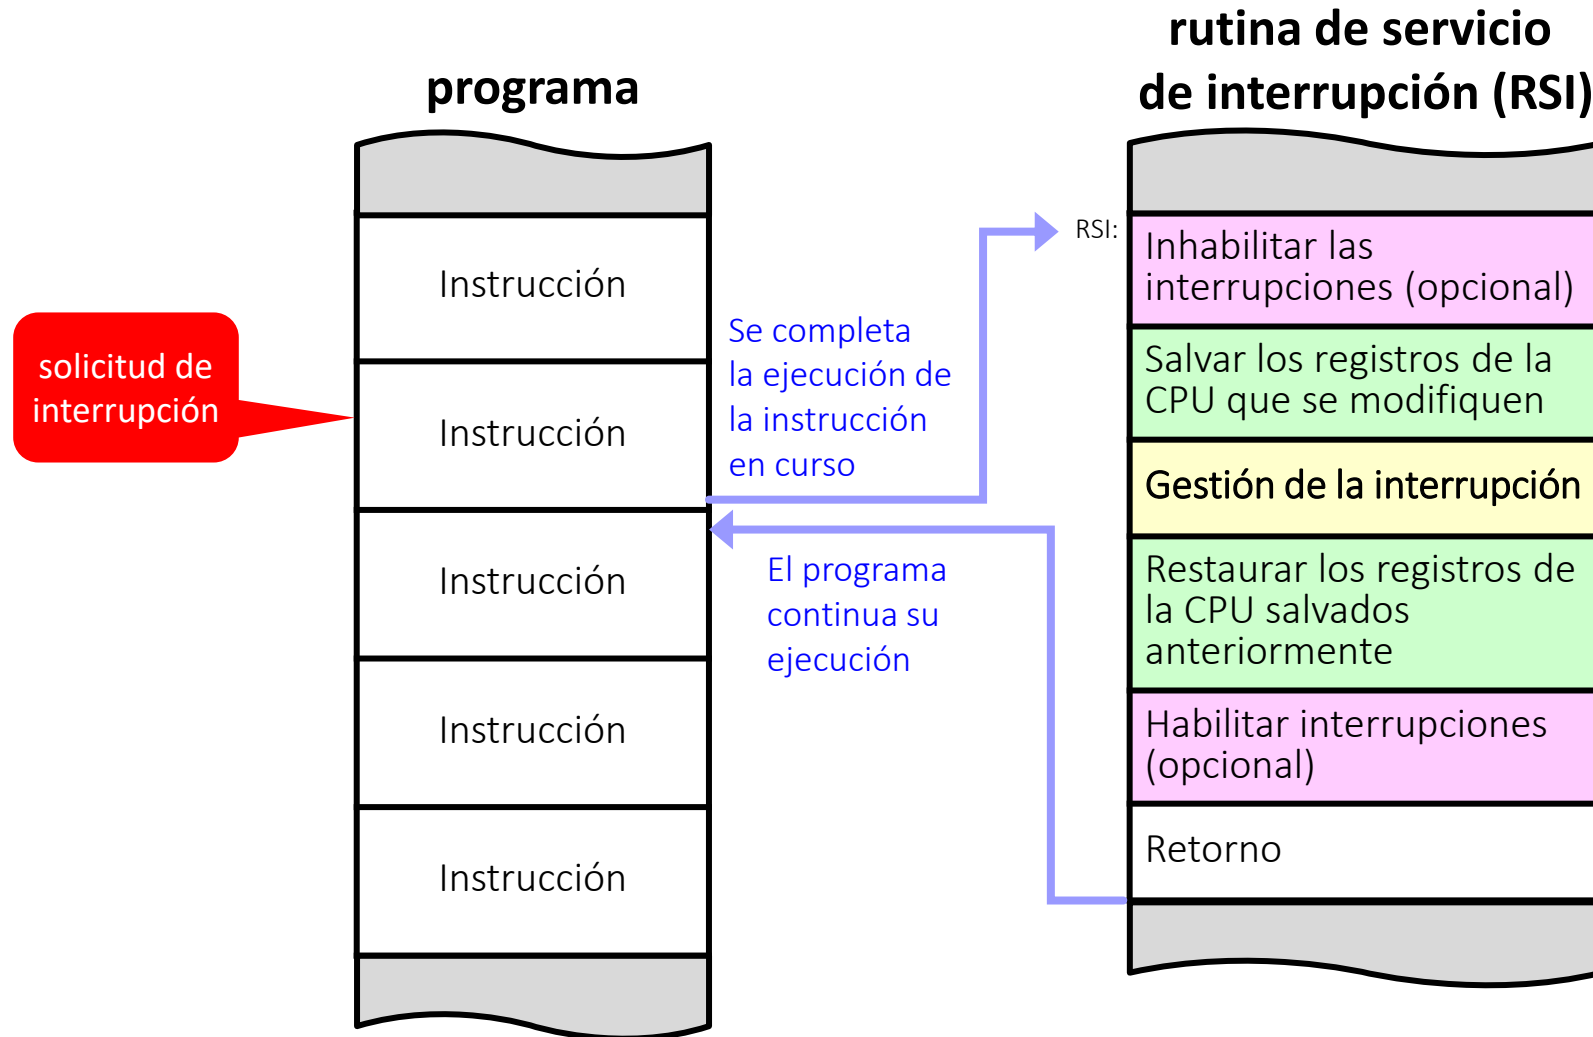 programa
Instrucción
Instrucción
Instrucción
Instrucción
Instrucción
solicitud de
interrupción
Se completa
la ejecución de
la instrucción
en curso
El programa
continua su
ejecución
rutina de servicio
de interrupción (RSI)
RSI:
Inhabilitar las
interrupciones (opcional)
Salvar los registros de la
CPU que se modifiquen
Gestión de la interrupción
Restaurar los registros de
la CPU salvados
anteriormente
Habilitar interrupciones
(opcional)
Retorno